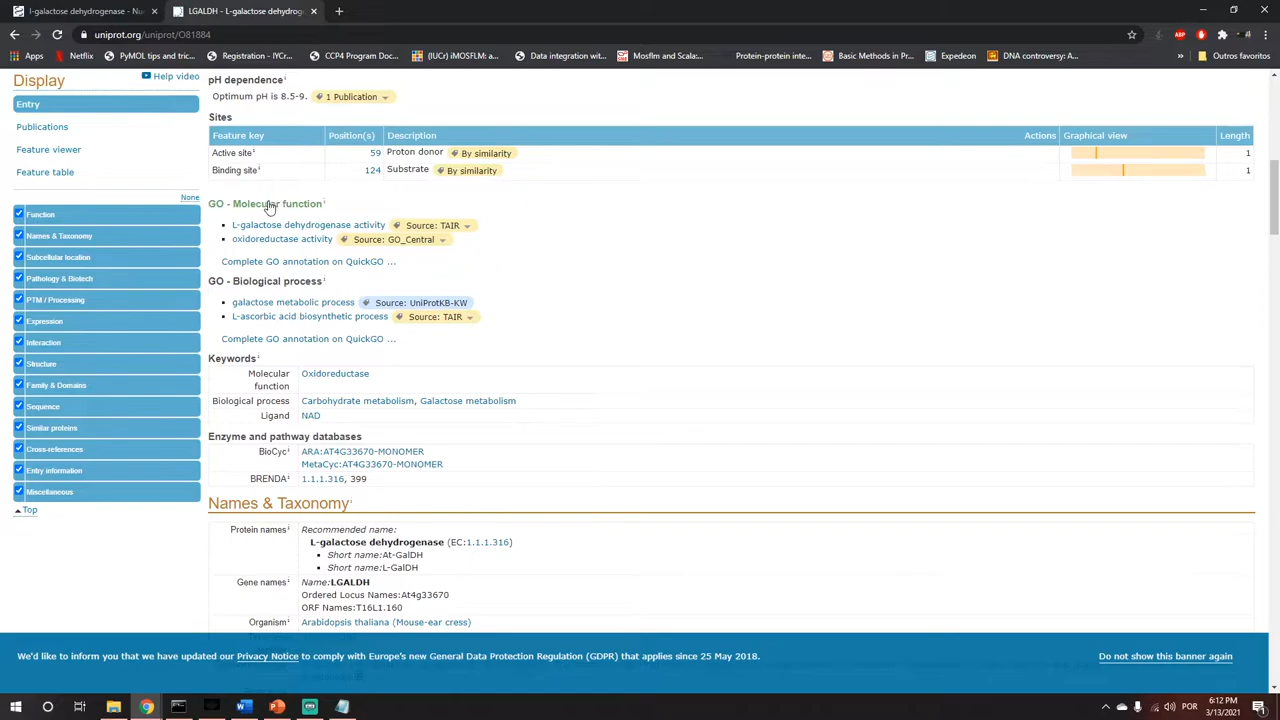 l-galactose dehydrogenase - Nu
LGALDH - L-galactose dehydrog
uniprot.org/uniprot/O81884
Apps
Netflix
PyMOL tips and tric...
Registration - IYCr...
CCP4 Program Doc...
(IUCr) iMOSFLM and...
Data integration wi...
Mosflm and Scala:...
Protein-protein inte...
Basic Methods in Pr...
Expedeon
DNA controversy, A...
»
Outros favoritos
Display
Help video
Entry
Publications
Feature viewer
Feature table
None
Function
Names & Taxonomy
Subcellular location
Pathology & Biotech
PTM / Processing
Expression
Interaction
Structure
Family & Domains
Sequence
Similar proteins
Cross-references
Entry information
Miscellaneous
Top
pH dependence i
Optimum pH is 8.5-9. 1 Publication
Sites
Feature key Position(s) Description Actions Graphical view Length
Active site i 59 Proton donor By similarity 1
Binding site i 124 Substrate By similarity 1
GO - Molecular function i
L-galactose dehydrogenase activity Source: TAIR
oxidoreductase activity Source: GO_Central
Complete GO annotation on QuickGO ...
GO - Biological process i
galactose metabolic process Source: UniProtKB-KW
L-ascorbic acid biosynthetic process Source: TAIR
Complete GO annotation on QuickGO ...
Keywords i
Molecular function Oxidoreductase
Biological process Carbohydrate metabolism, Galactose metabolism
Ligand NAD
Enzyme and pathway databases
BioCyc i ARA:AT4G33670-MONOMER
MetaCyc:AT4G33670-MONOMER
BRENDA i 1.1.1.316, 399
Names & Taxonomy i
Protein names i Recommended name:
L-galactose dehydrogenase (EC:1.1.1.316)
Short name:At-GalDH
Short name:L-GalDH
Gene names i Name:LGALDH
Ordered Locus Names:At4g33670
ORF Names:T16L1.160
Organism i Arabidopsis thaliana (Mouse-ear cress)
We'd like to inform you that we have updated our Privacy Notice to comply with Europe's new General Data Protection Regulation (GDPR) that applies since 25 May 2018.
Do not show this banner again
POR
6:12 PM
3/13/2021